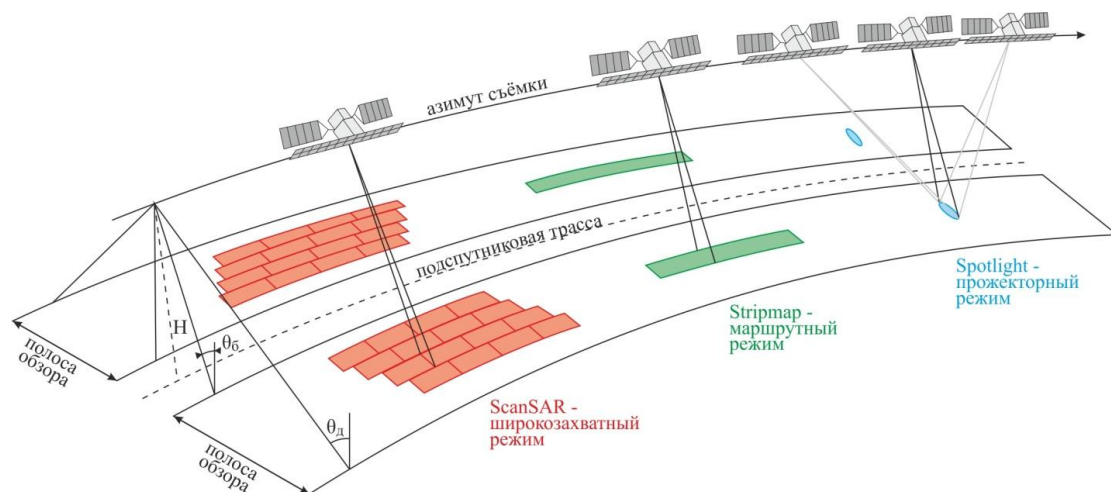 азимут съёмки
подспутниковая трасса
H
θб
θд
полоса
обзора
полоса
обзора
ScanSAR -
широкозахватный
режим
Stripmap -
маршрутный
режим
Spotlight -
прожекторный
режим